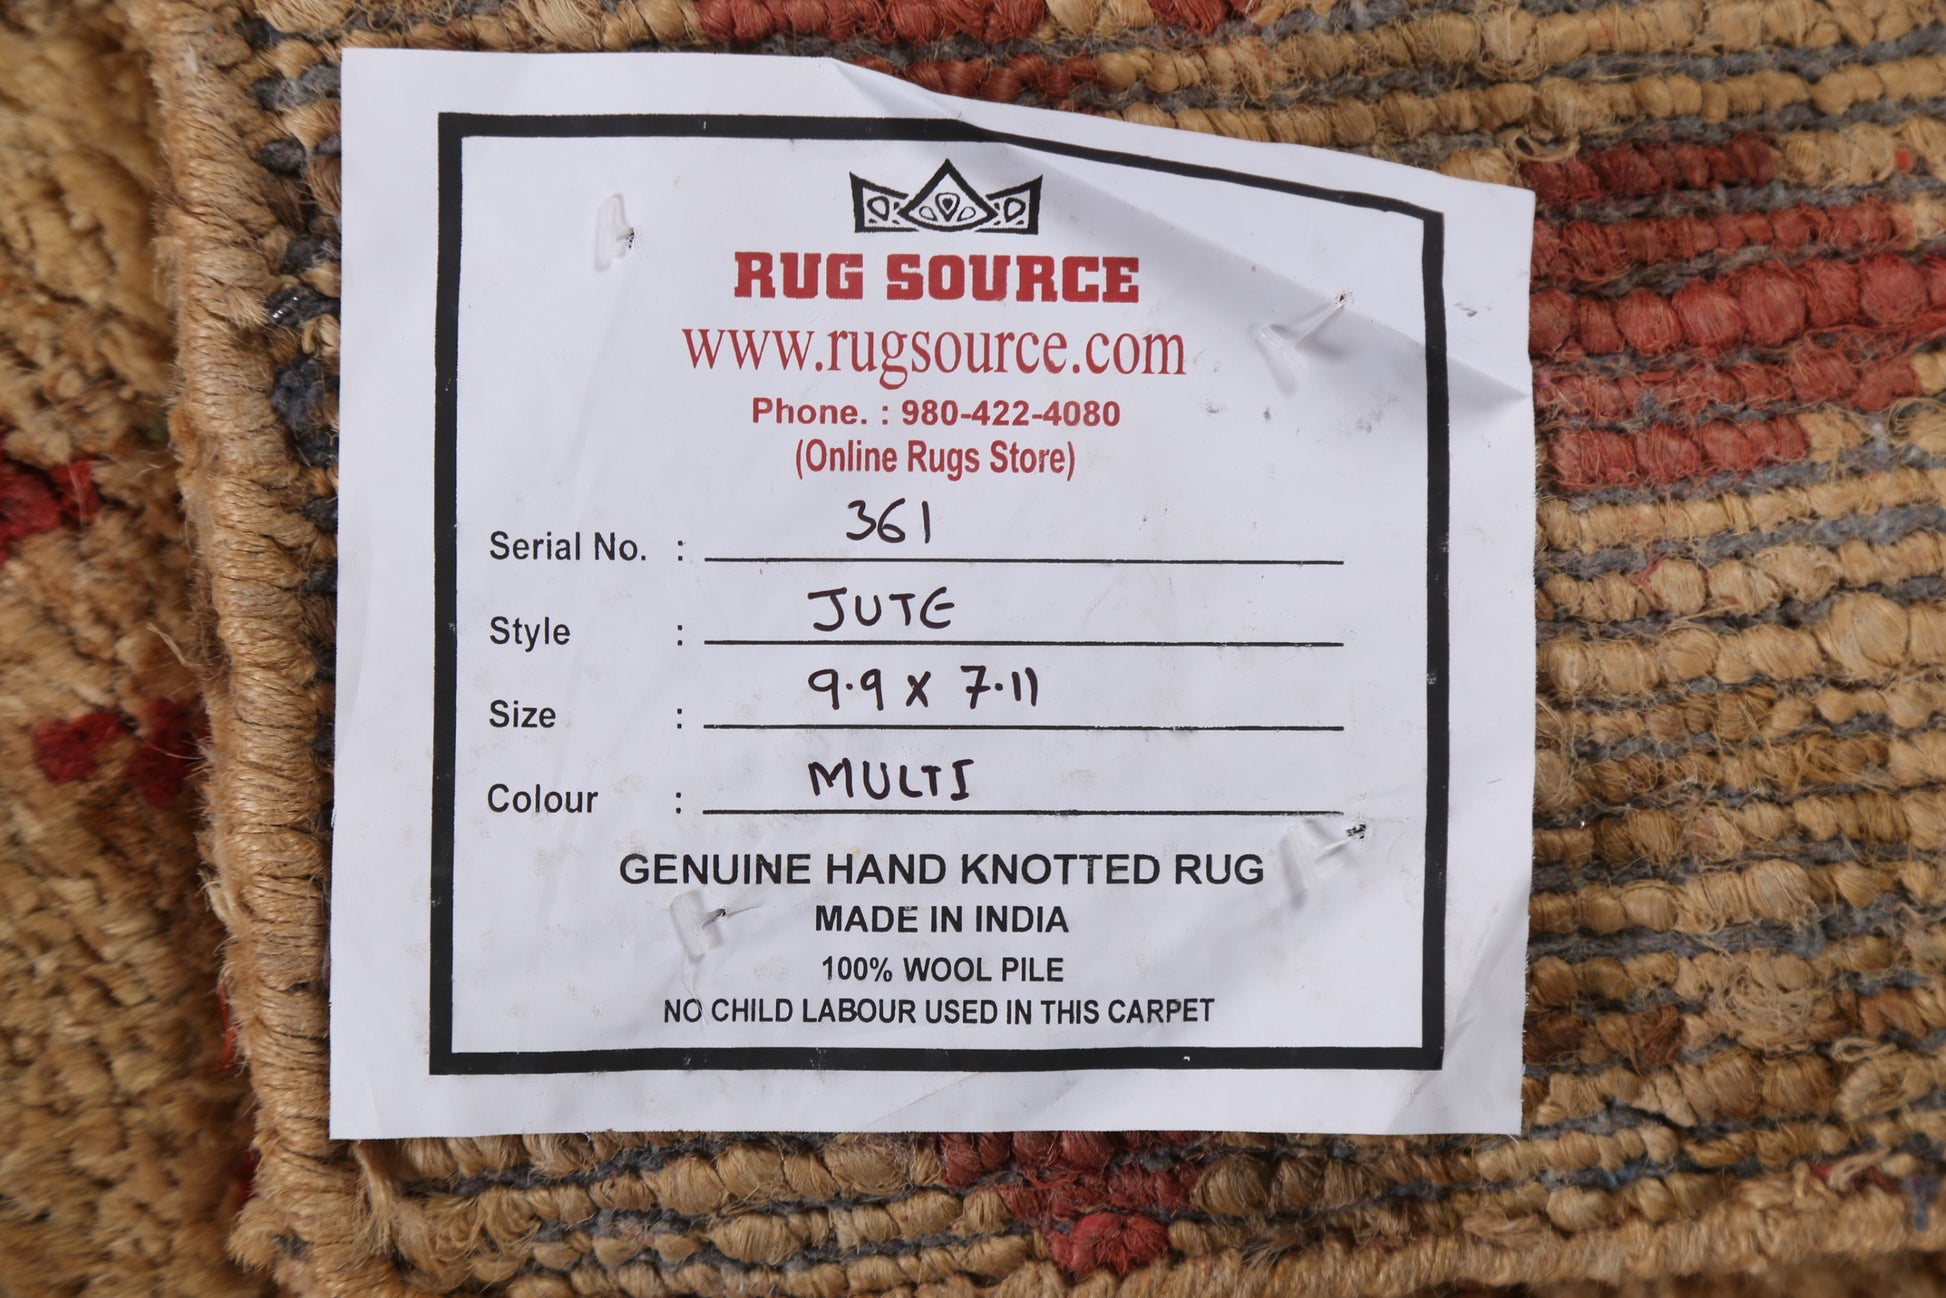 RUG SOURCE
www.rugsource.com
Phone. : 980-422-4080
(Online Rugs Store)
Serial No. : 361
Style : JUTE
Size : 9.9 x 7.11
Colour : MULTI
GENUINE HAND KNOTTED RUG
MADE IN INDIA
100% WOOL PILE
NO CHILD LABOUR USED IN THIS CARPET